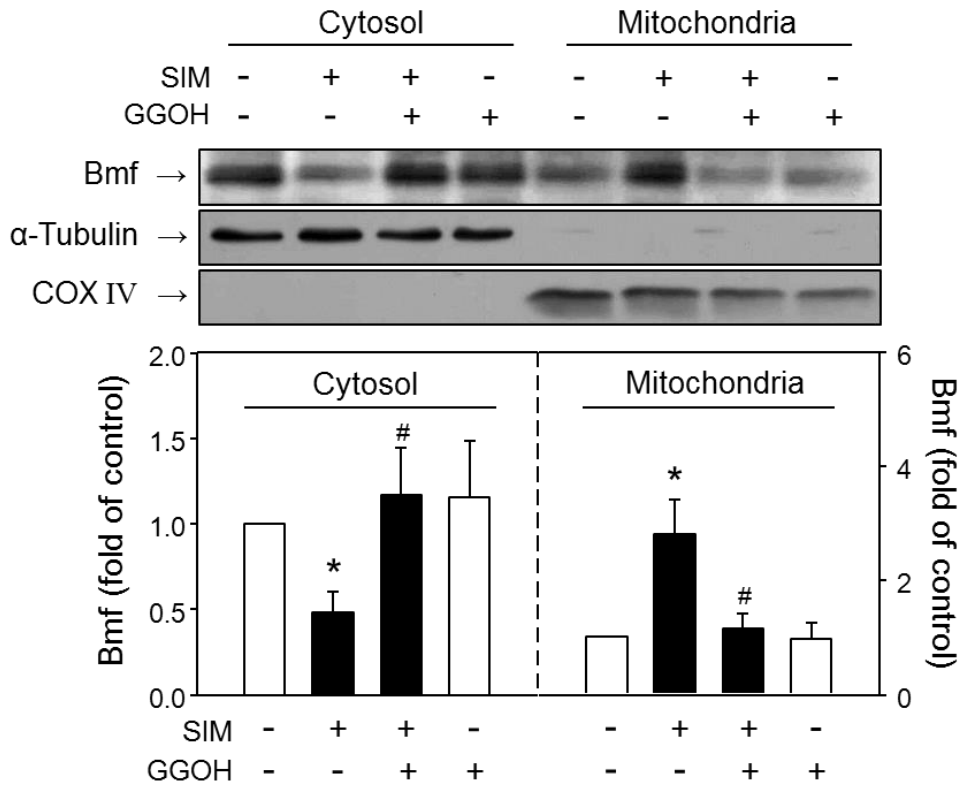 Cytosol Mitochondria
SIM - + + - - + + -
GGOH - - + + - - + +
Bmf →
α-Tubulin →
COX IV →
2.0 6
Cytosol Mitochondria
1.5 # *
4
1.0
* #
2
0.5
0.0 0
Bmf (fold of control)
Bmf (fold of control)
SIM - + + - - + + -
GGOH - - + + - - + +